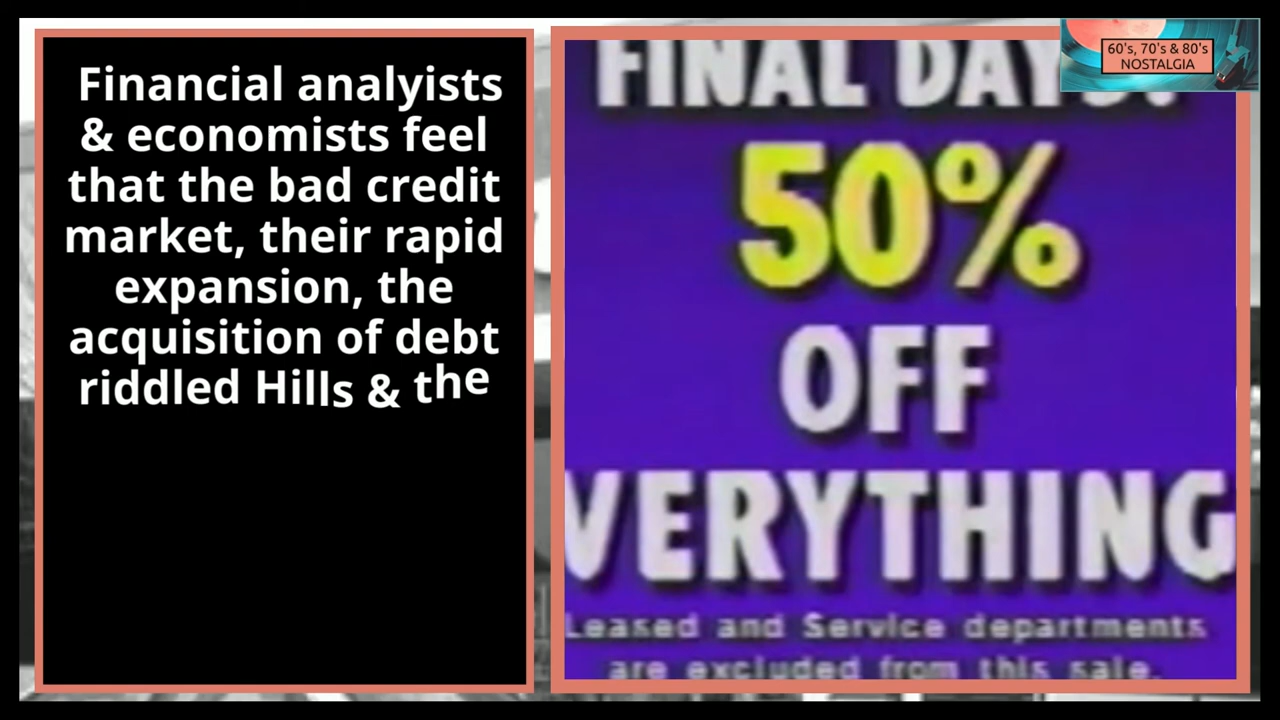 Financial analyists
& economists feel
that the bad credit
market, their rapid
expansion, the
acquisition of debt
riddled Hills & the
FINAL DAYS!
50%
OFF
VERYTHING
Leased and Service departments
are excluded from this sale.
60's, 70's & 80's
NOSTALGIA